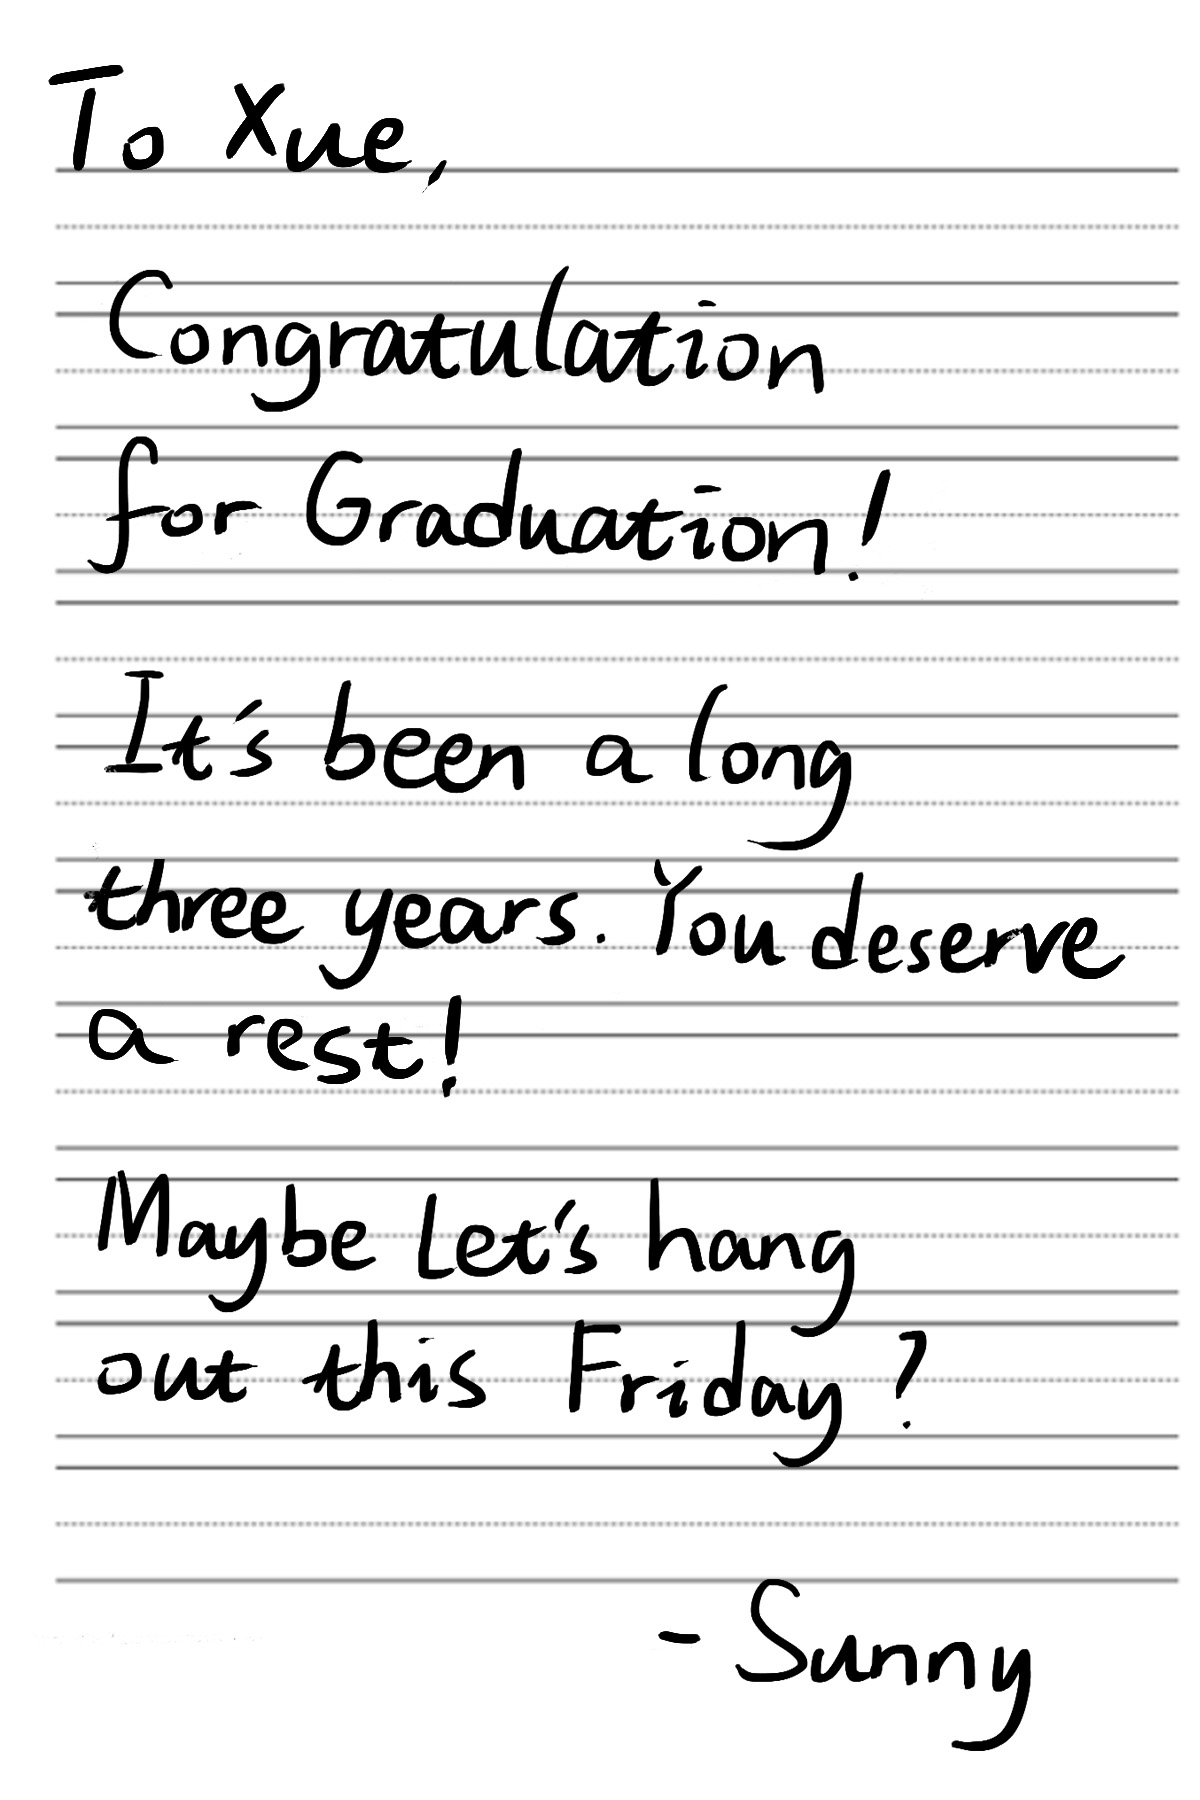 To Xue,
Congratulation
for Graduation!
It's been a long
three years. You deserve
a rest!
Maybe Let's hang
out this Friday?
- Sunny